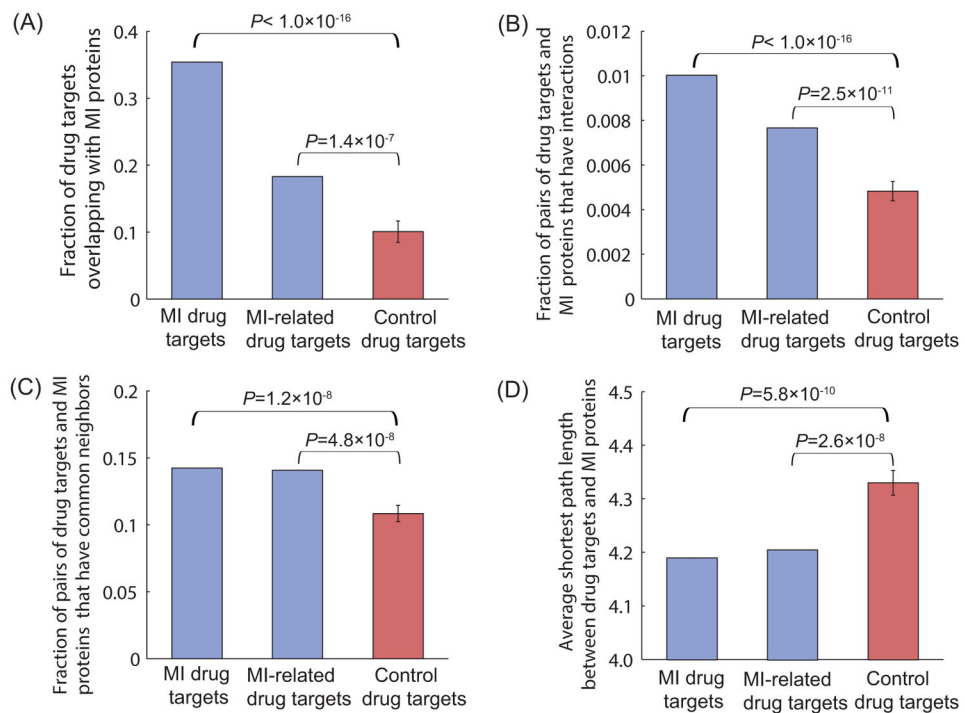 (A)
Fraction of drug targets
overlapping with MI proteins
0.4
0.3
0.2
0.1
0
P< 1.0×10-16
P=1.4×10-7
MI drug
targets
MI-related
drug targets
Control
drug targets
(B)
Fraction of pairs of drug targets and
MI proteins that have interactions
0.012
0.01
0.008
0.006
0.004
0.002
0
P< 1.0×10-16
P=2.5×10-11
MI drug
targets
MI-related
drug targets
Control
drug targets
(C)
Fraction of pairs of drug targets and MI
proteins that have common neighbors
0.2
0.15
0.1
0.05
0
P=1.2×10-8
P=4.8×10-8
MI drug
targets
MI-related
drug targets
Control
drug targets
(D)
Average shortest path length
between drug targets and MI proteins
4.5
4.4
4.3
4.2
4.1
4.0
P=5.8×10-10
P=2.6×10-8
MI drug
targets
MI-related
drug targets
Control
drug targets